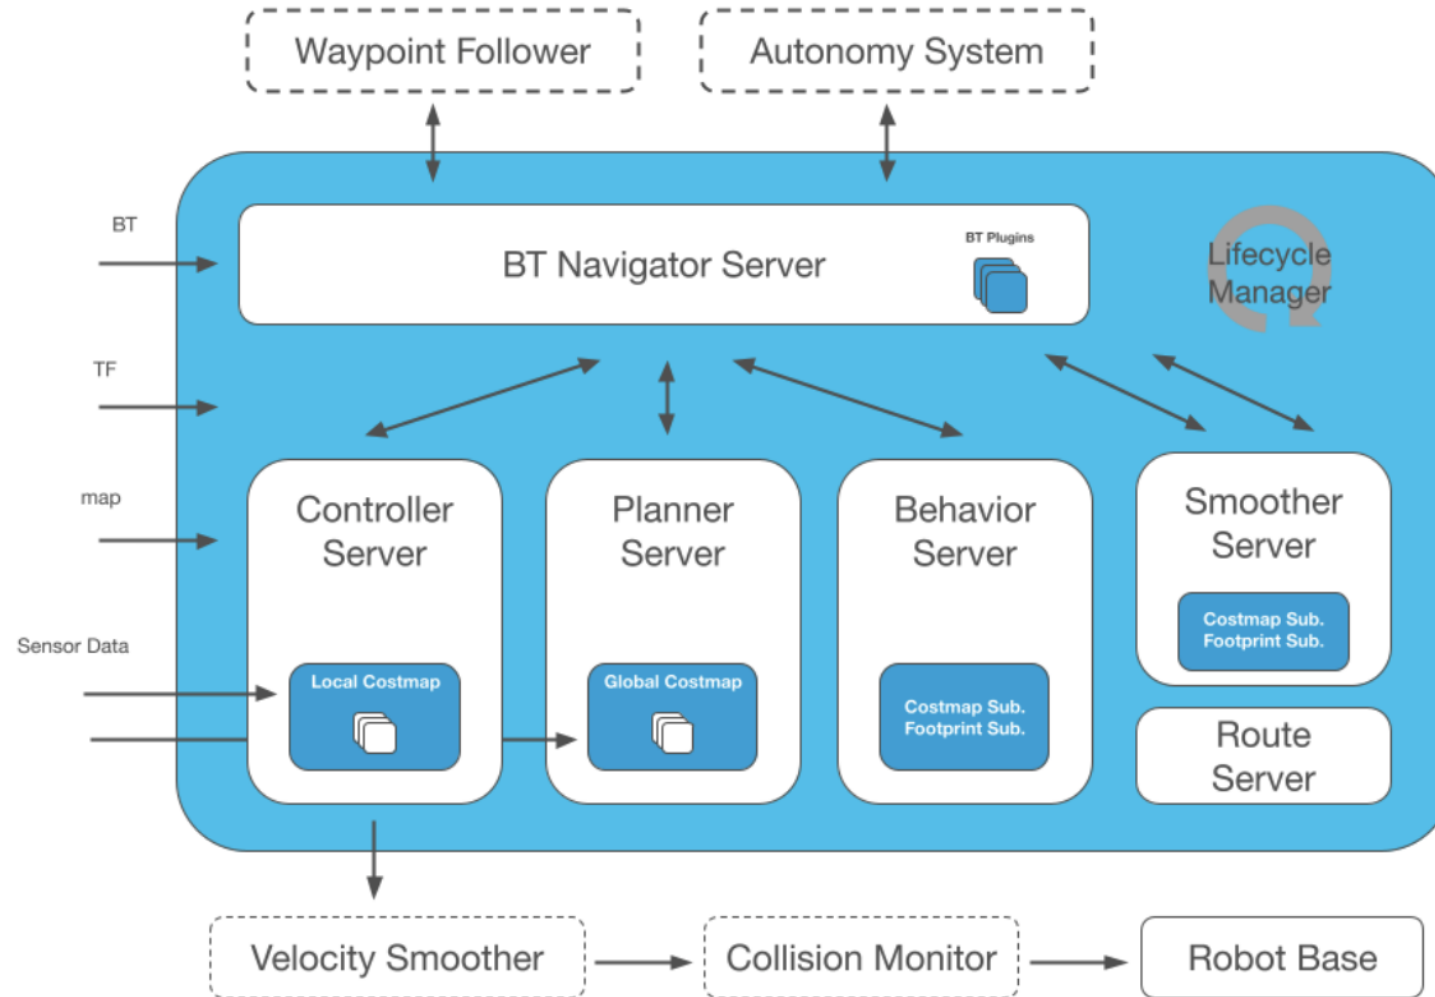 Waypoint Follower
Autonomy System
BT
BT Navigator Server
BT Plugins
Lifecycle
Manager
TF
map
Sensor Data
Controller
Server
Local Costmap
Planner
Server
Global Costmap
Behavior
Server
Costmap Sub.
Footprint Sub.
Smoother
Server
Costmap Sub.
Footprint Sub.
Route
Server
Velocity Smoother
Collision Monitor
Robot Base